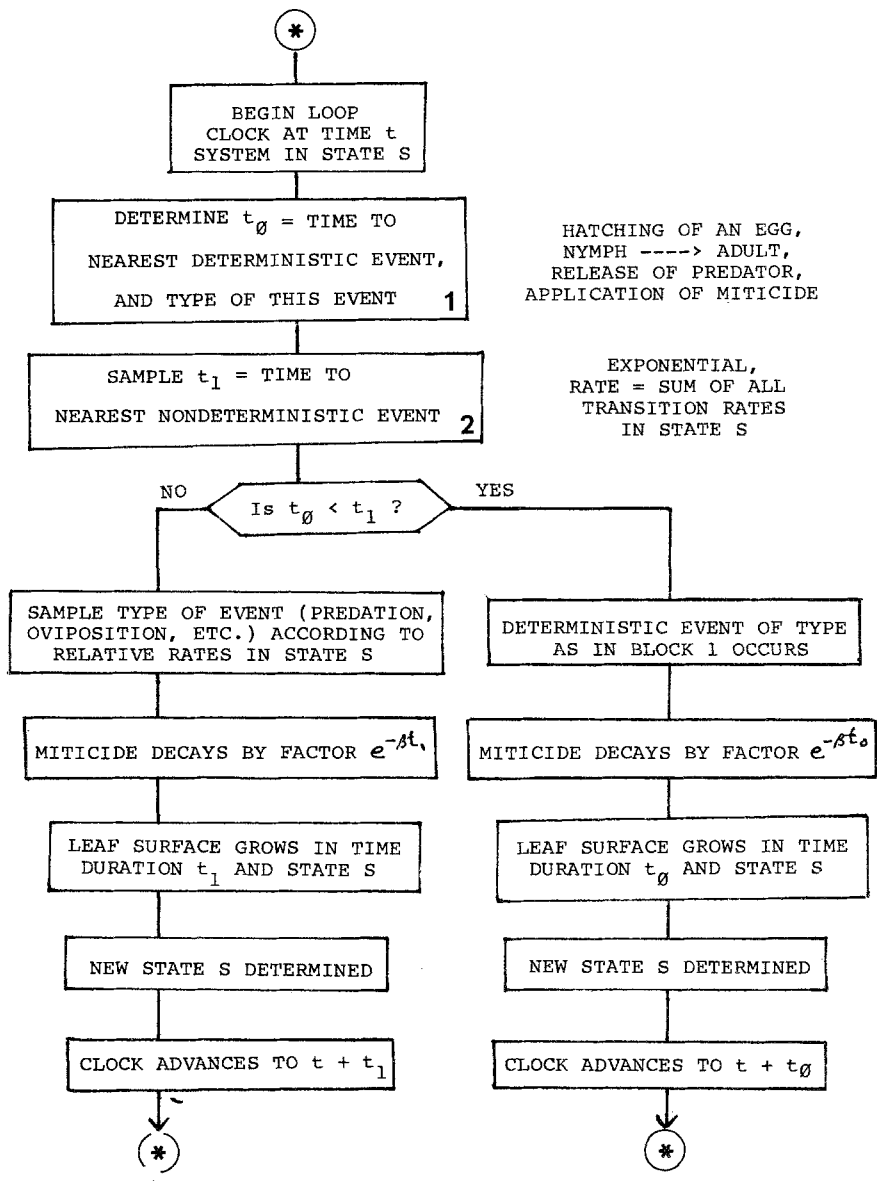 *
BEGIN LOOP
CLOCK AT TIME t
SYSTEM IN STATE S
DETERMINE tø = TIME TO
NEAREST DETERMINISTIC EVENT,
AND TYPE OF THIS EVENT 1
HATCHING OF AN EGG,
NYMPH ----> ADULT,
RELEASE OF PREDATOR,
APPLICATION OF MITICIDE
SAMPLE t1 = TIME TO
NEAREST NONDETERMINISTIC EVENT 2
EXPONENTIAL,
RATE = SUM OF ALL
TRANSITION RATES
IN STATE S
NO
Is tø < t1 ?
YES
SAMPLE TYPE OF EVENT (PREDATION,
OVIPOSITION, ETC.) ACCORDING TO
RELATIVE RATES IN STATE S
MITICIDE DECAYS BY FACTOR e^-βt1
LEAF SURFACE GROWS IN TIME
DURATION t1 AND STATE S
NEW STATE S DETERMINED
CLOCK ADVANCES TO t + t1
*
DETERMINISTIC EVENT OF TYPE
AS IN BLOCK 1 OCCURS
MITICIDE DECAYS BY FACTOR e^-βt0
LEAF SURFACE GROWS IN TIME
DURATION tø AND STATE S
NEW STATE S DETERMINED
CLOCK ADVANCES TO t + tø
*